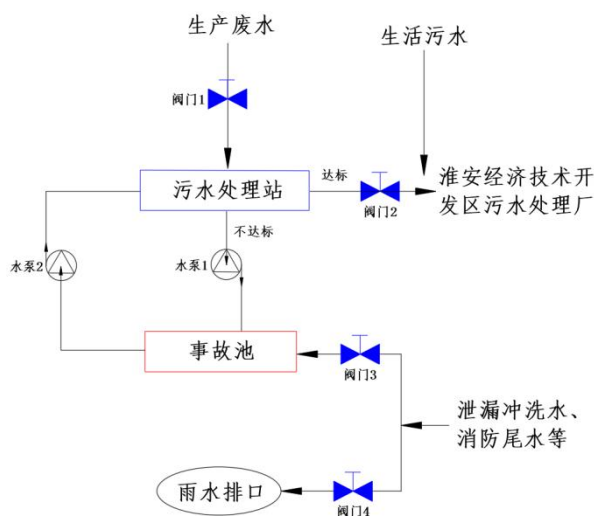 生产废水
生活污水
阀门1
污水处理站
达标
阀门2
淮安经济技术开
发区污水处理厂
不达标
水泵2
水泵1
事故池
阀门3
泄漏冲洗水、
消防尾水等
雨水排口
阀门4